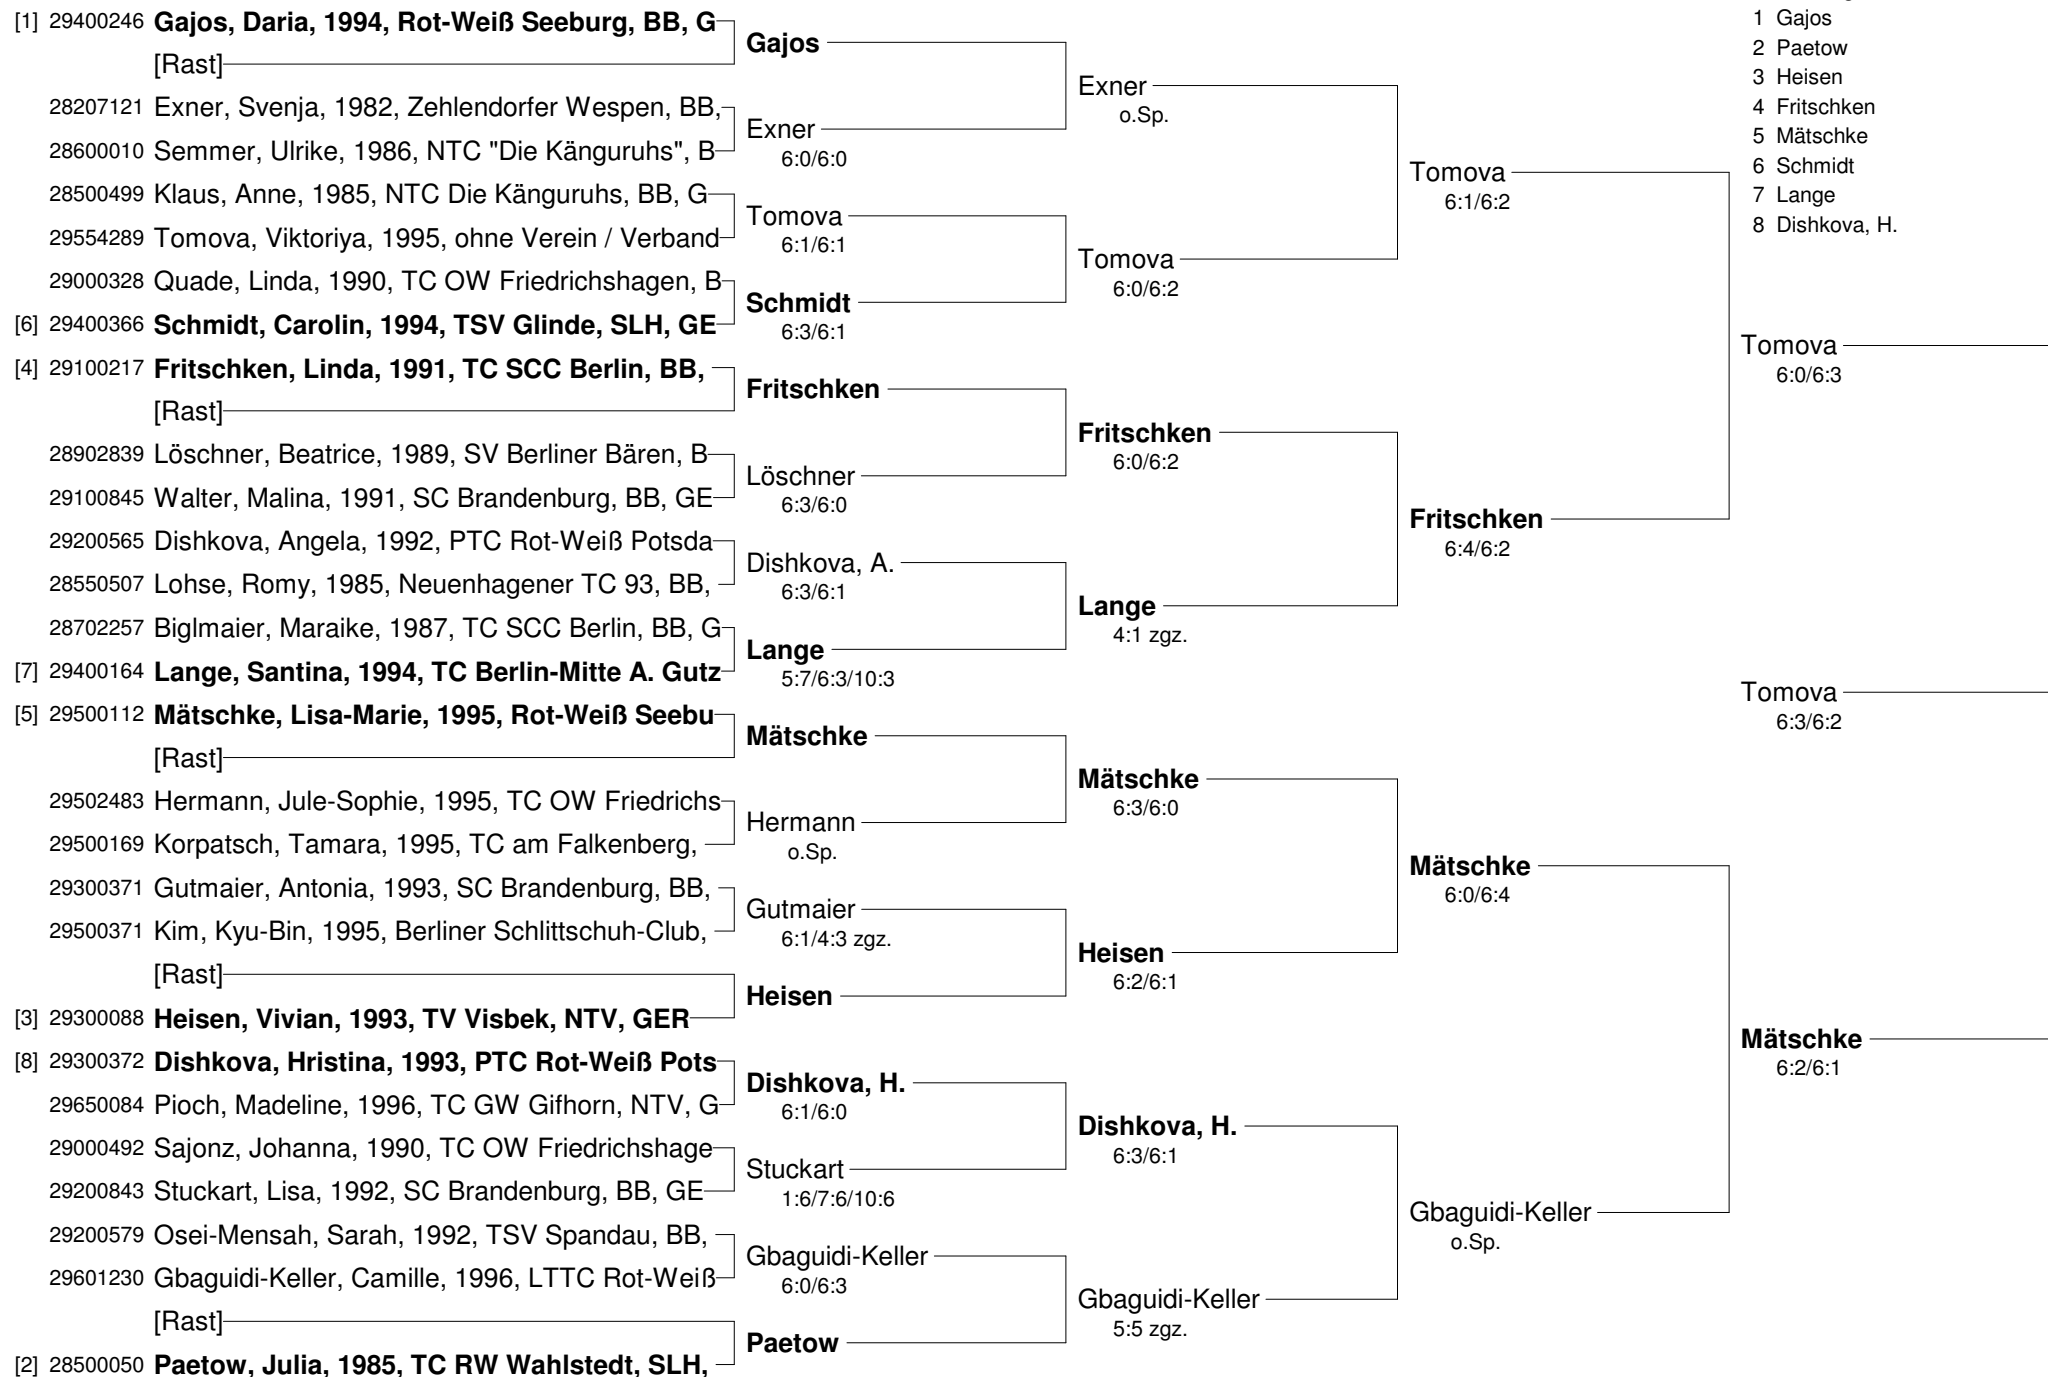 [1] 29400246 Gajos, Daria, 1994, Rot-Weiß Seeburg, BB, G
[Rast]
28207121 Exner, Svenja, 1982, Zehlendorfer Wespen, BB,
28600010 Semmer, Ulrike, 1986, NTC "Die Känguruhs", B
28500499 Klaus, Anne, 1985, NTC Die Känguruhs, BB, G
29554289 Tomova, Viktoriya, 1995, ohne Verein / Verband
29000328 Quade, Linda, 1990, TC OW Friedrichshagen, B
[6] 29400366 Schmidt, Carolin, 1994, TSV Glinde, SLH, GE
[4] 29100217 Fritschken, Linda, 1991, TC SCC Berlin, BB,
[Rast]
28902839 Löschner, Beatrice, 1989, SV Berliner Bären, B
29100845 Walter, Malina, 1991, SC Brandenburg, BB, GE
29200565 Dishkova, Angela, 1992, PTC Rot-Weiß Potsda
28550507 Lohse, Romy, 1985, Neuenhagener TC 93, BB,
28702257 Biglmaier, Maraike, 1987, TC SCC Berlin, BB, G
[7] 29400164 Lange, Santina, 1994, TC Berlin-Mitte A. Gutz
[5] 29500112 Mätschke, Lisa-Marie, 1995, Rot-Weiß Seebu
[Rast]
29502483 Hermann, Jule-Sophie, 1995, TC OW Friedrichs
29500169 Korpatsch, Tamara, 1995, TC am Falkenberg,
29300371 Gutmaier, Antonia, 1993, SC Brandenburg, BB,
29500371 Kim, Kyu-Bin, 1995, Berliner Schlittschuh-Club,
[Rast]
[3] 29300088 Heisen, Vivian, 1993, TV Visbek, NTV, GER
[8] 29300372 Dishkova, Hristina, 1993, PTC Rot-Weiß Pots
29650084 Pioch, Madeline, 1996, TC GW Gifhorn, NTV, G
29000492 Sajonz, Johanna, 1990, TC OW Friedrichshage
29200843 Stuckart, Lisa, 1992, SC Brandenburg, BB, GE
29200579 Osei-Mensah, Sarah, 1992, TSV Spandau, BB,
29601230 Gbaguidi-Keller, Camille, 1996, LTTC Rot-Weiß
[Rast]
[2] 28500050 Paetow, Julia, 1985, TC RW Wahlstedt, SLH,
Gajos
Exner
6:0/6:0
Tomova
6:1/6:1
Schmidt
6:3/6:1
Fritschken
Löschner
6:3/6:0
Dishkova, A.
6:3/6:1
Lange
5:7/6:3/10:3
Mätschke
Hermann
o.Sp.
Gutmaier
6:1/4:3 zgz.
Heisen
Dishkova, H.
6:1/6:0
Stuckart
1:6/7:6/10:6
Gbaguidi-Keller
6:0/6:3
Paetow
Exner
o.Sp.
Tomova
6:0/6:2
Fritschken
6:0/6:2
Lange
4:1 zgz.
Mätschke
6:3/6:0
Heisen
6:2/6:1
Dishkova, H.
6:3/6:1
Gbaguidi-Keller
5:5 zgz.
Tomova
6:1/6:2
Fritschken
6:4/6:2
Mätschke
6:0/6:4
Gbaguidi-Keller
o.Sp.
1 Gajos
2 Paetow
3 Heisen
4 Fritschken
5 Mätschke
6 Schmidt
7 Lange
8 Dishkova, H.
Tomova
6:0/6:3
Tomova
6:3/6:2
Mätschke
6:2/6:1